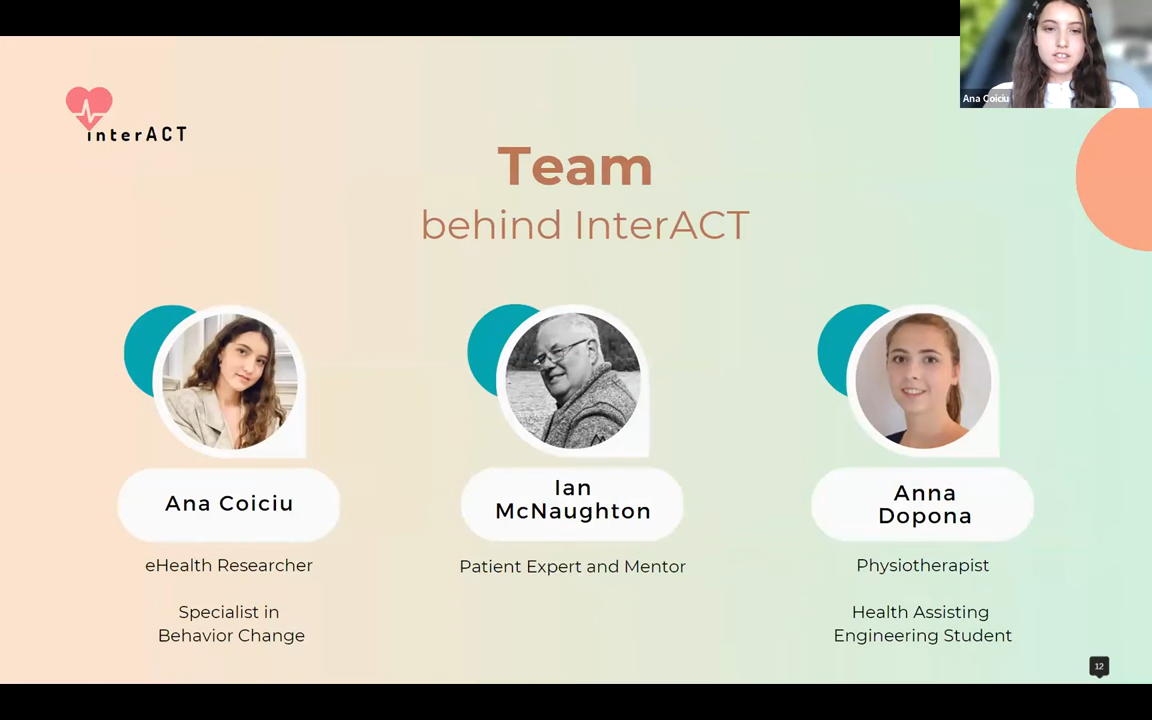 Ana Coiciu
interACT
Team
behind InterACT
Ana Coiciu
eHealth Researcher
Specialist in
Behavior Change
Ian
McNaughton
Patient Expert and Mentor
Anna
Dopona
Physiotherapist
Health Assisting
Engineering Student
12